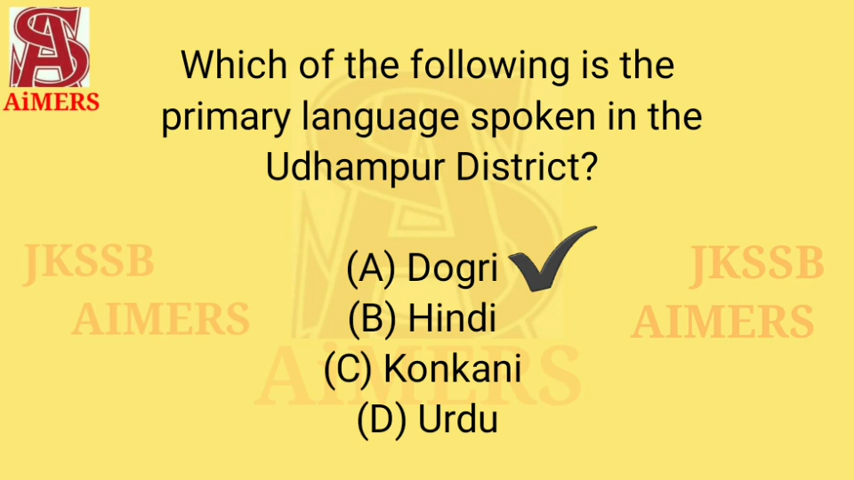 AiMERS
Which of the following is the
primary language spoken in the
Udhampur District?
JKSSB
AIMERS
(A) Dogri
(B) Hindi
(C) Konkani
(D) Urdu
JKSSB
AIMERS
AiMERS